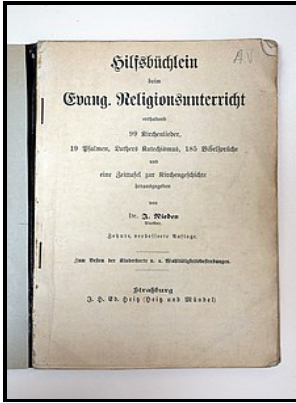 A V.
Hilfsbüchlein
beim
Evang. Religionsunterricht
enthaltend
99 Kirchenlieder,
19 Psalmen, Luthers Katechismus, 185 Bibelsprüche
und
eine Zeittafel zur Kirchengeschichte
herausgegeben
von
Dr. J. Rieden
Direktor.
Zehnte, verbesserte Auflage.
Zum Besten der Kinderhorte u. a. Wohltätigkeitsbestrebungen.
Straßburg
J. H. Ed. Heitz (Heitz und Mündel)